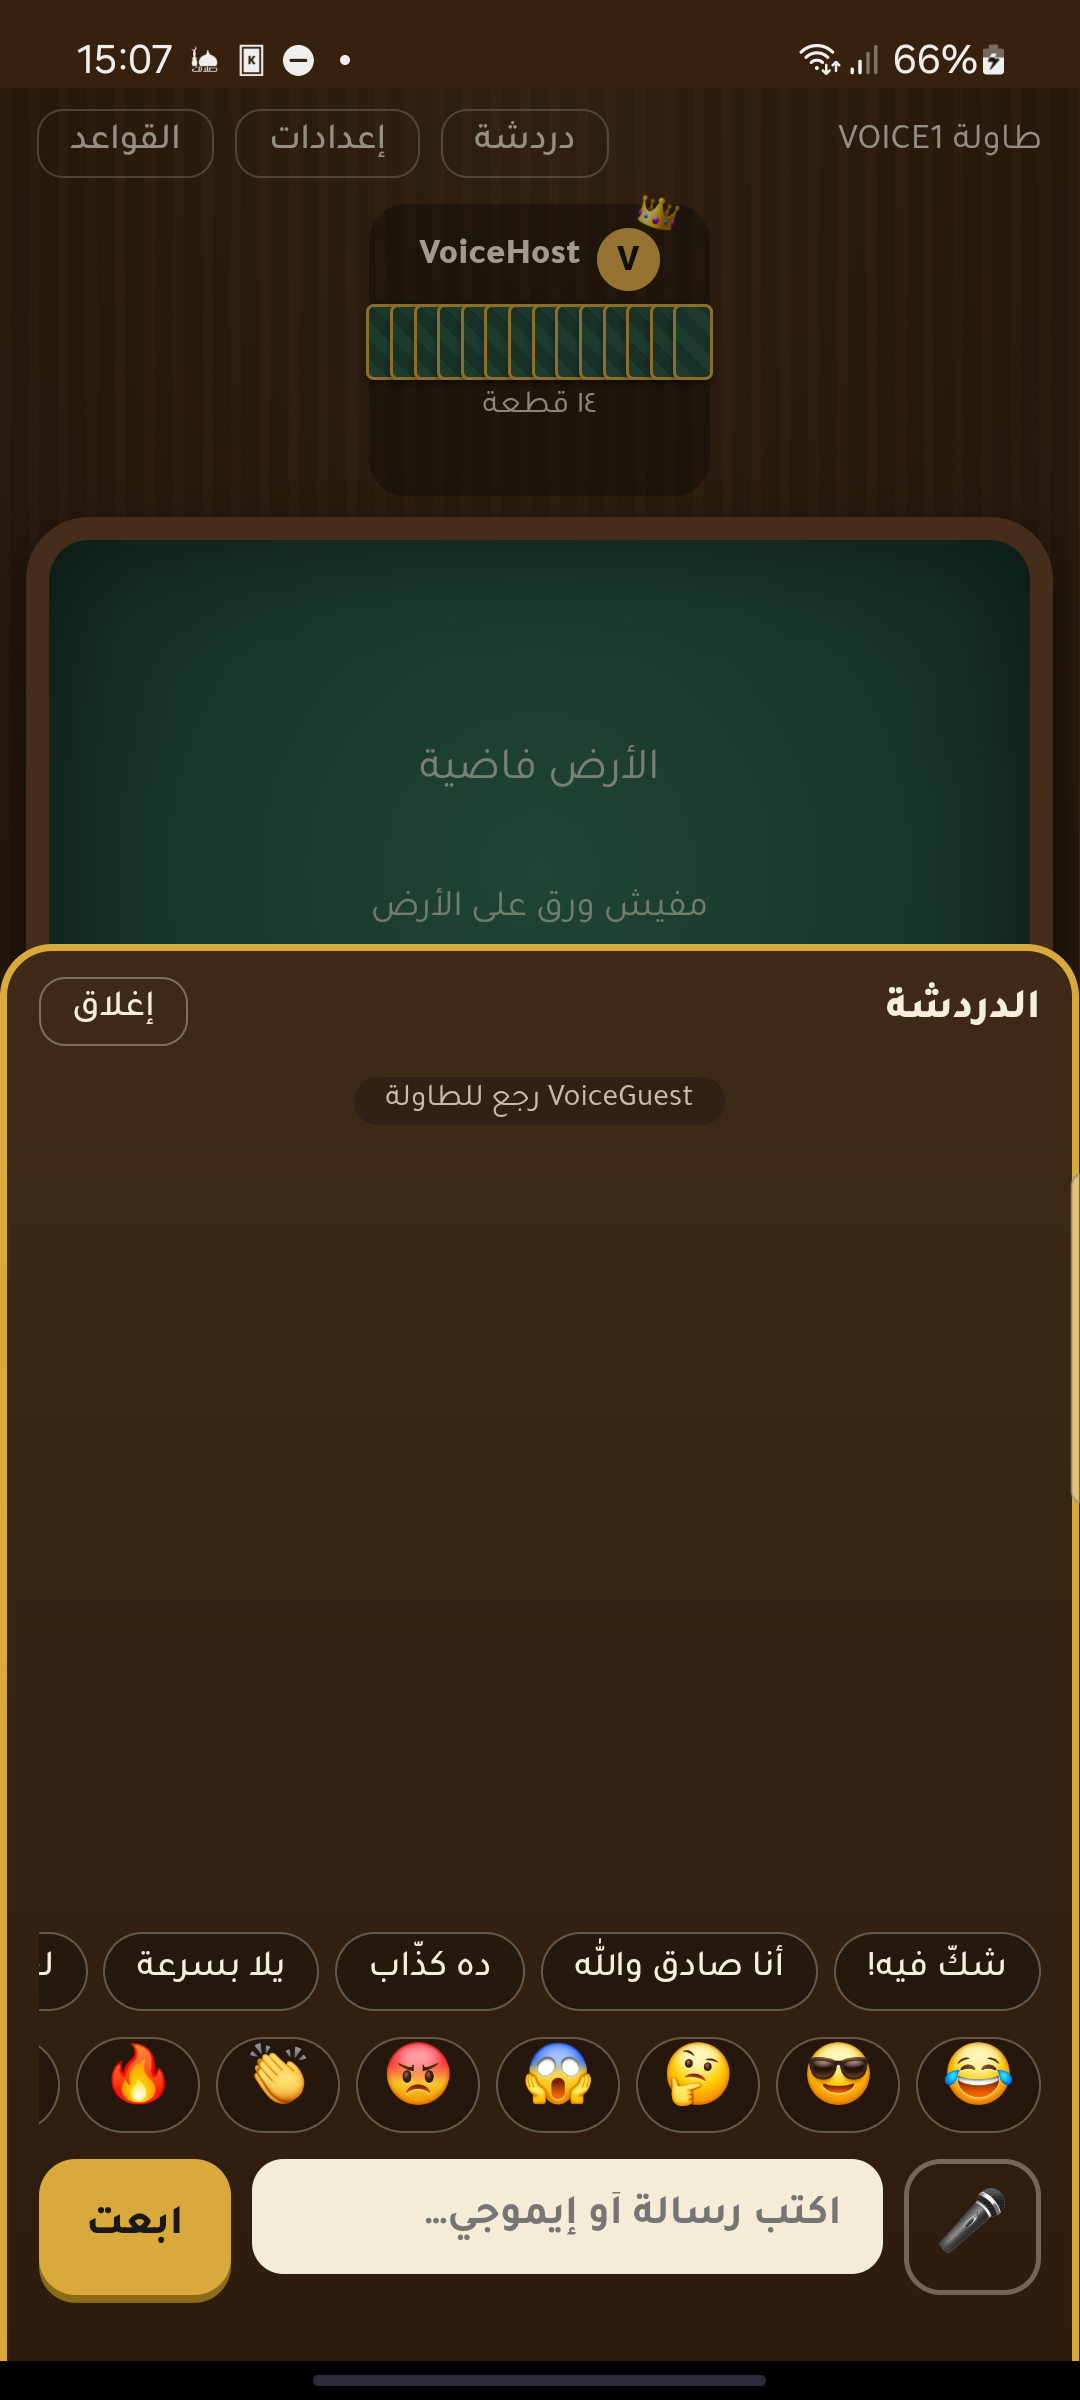 15:07
66%
طاولة VOICE1
دردشة
إعدادات
القواعد
V
VoiceHost
١٤ قطعة
الأرض فاضية
مفيش ورق على الأرض
الدردشة
إغلاق
VoiceGuest رجع للطاولة
شكّ فيه!
أنا صادق والله
ده كذّاب
يلا بسرعة
اكتب رسالة أو إيموجي…
ابعت